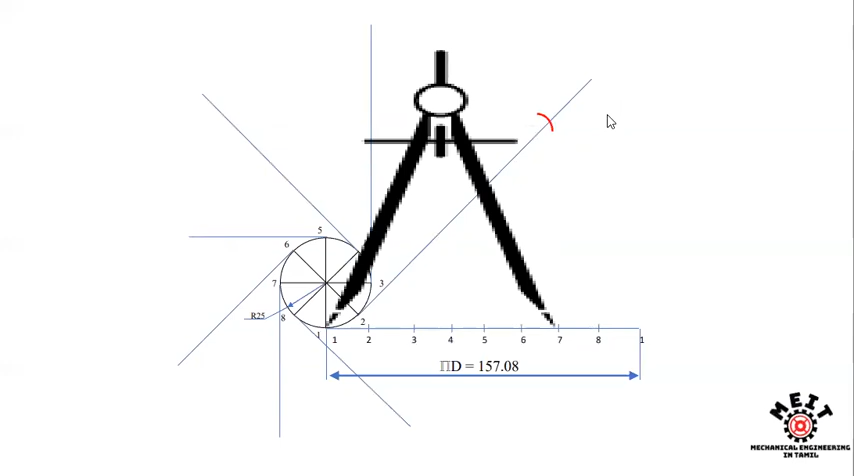 5
6
7
3
R25
8
2
1
1 2 3 4 5 6 7 8 1
ΠD = 157.08
MEIT
MECHANICAL ENGINEERING
IN TAMIL